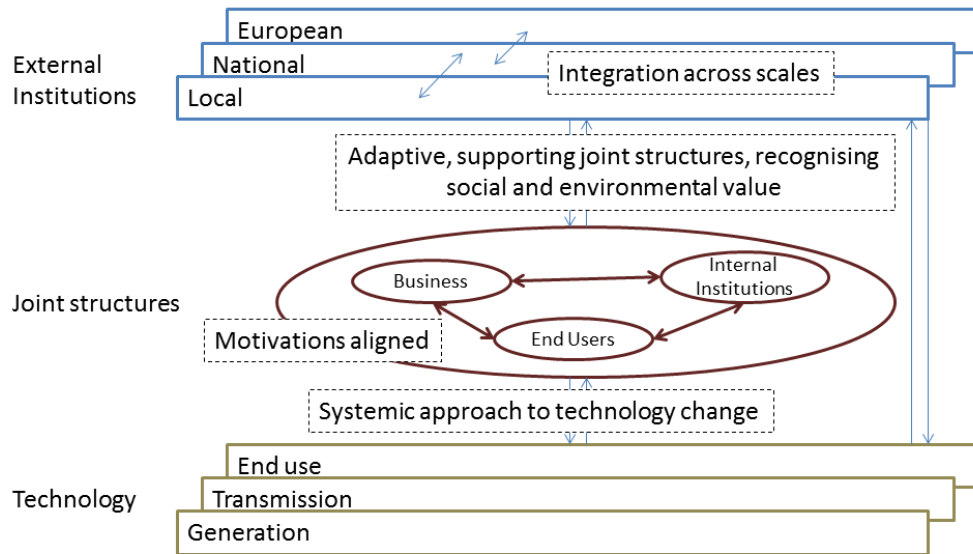 European
National
Local
External
Institutions
Integration across scales
Adaptive, supporting joint structures, recognising
social and environmental value
Joint structures
Business
Internal
Institutions
End Users
Motivations aligned
Systemic approach to technology change
Technology
End use
Transmission
Generation